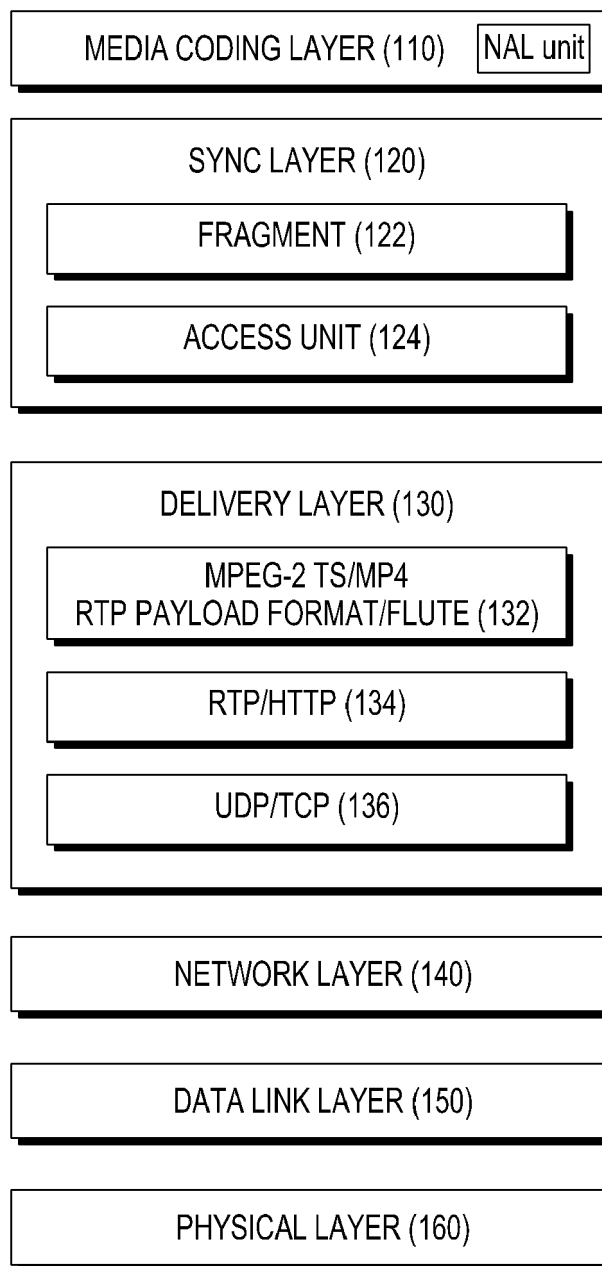 MEDIA CODING LAYER (110) NAL unit
SYNC LAYER (120)
FRAGMENT (122)
ACCESS UNIT (124)
DELIVERY LAYER (130)
MPEG-2 TS/MP4
RTP PAYLOAD FORMAT/FLUTE (132)
RTP/HTTP (134)
UDP/TCP (136)
NETWORK LAYER (140)
DATA LINK LAYER (150)
PHYSICAL LAYER (160)